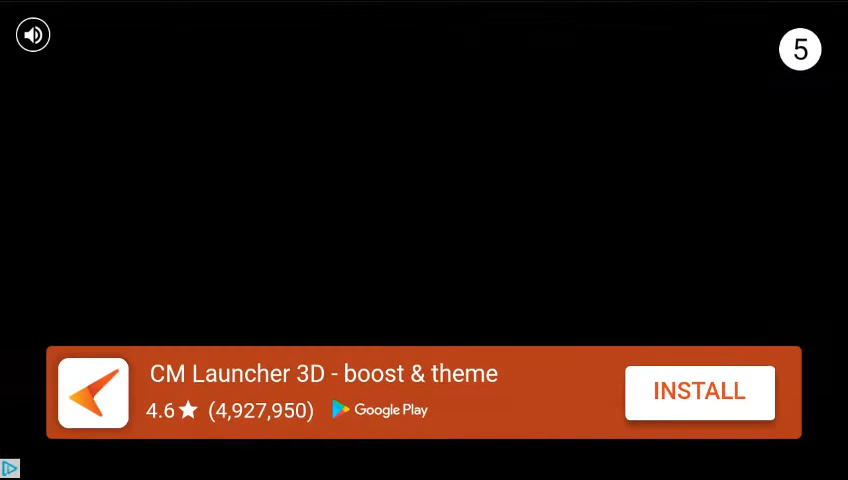 5
CM Launcher 3D - boost & theme
4.6★ (4,927,950) Google Play
INSTALL